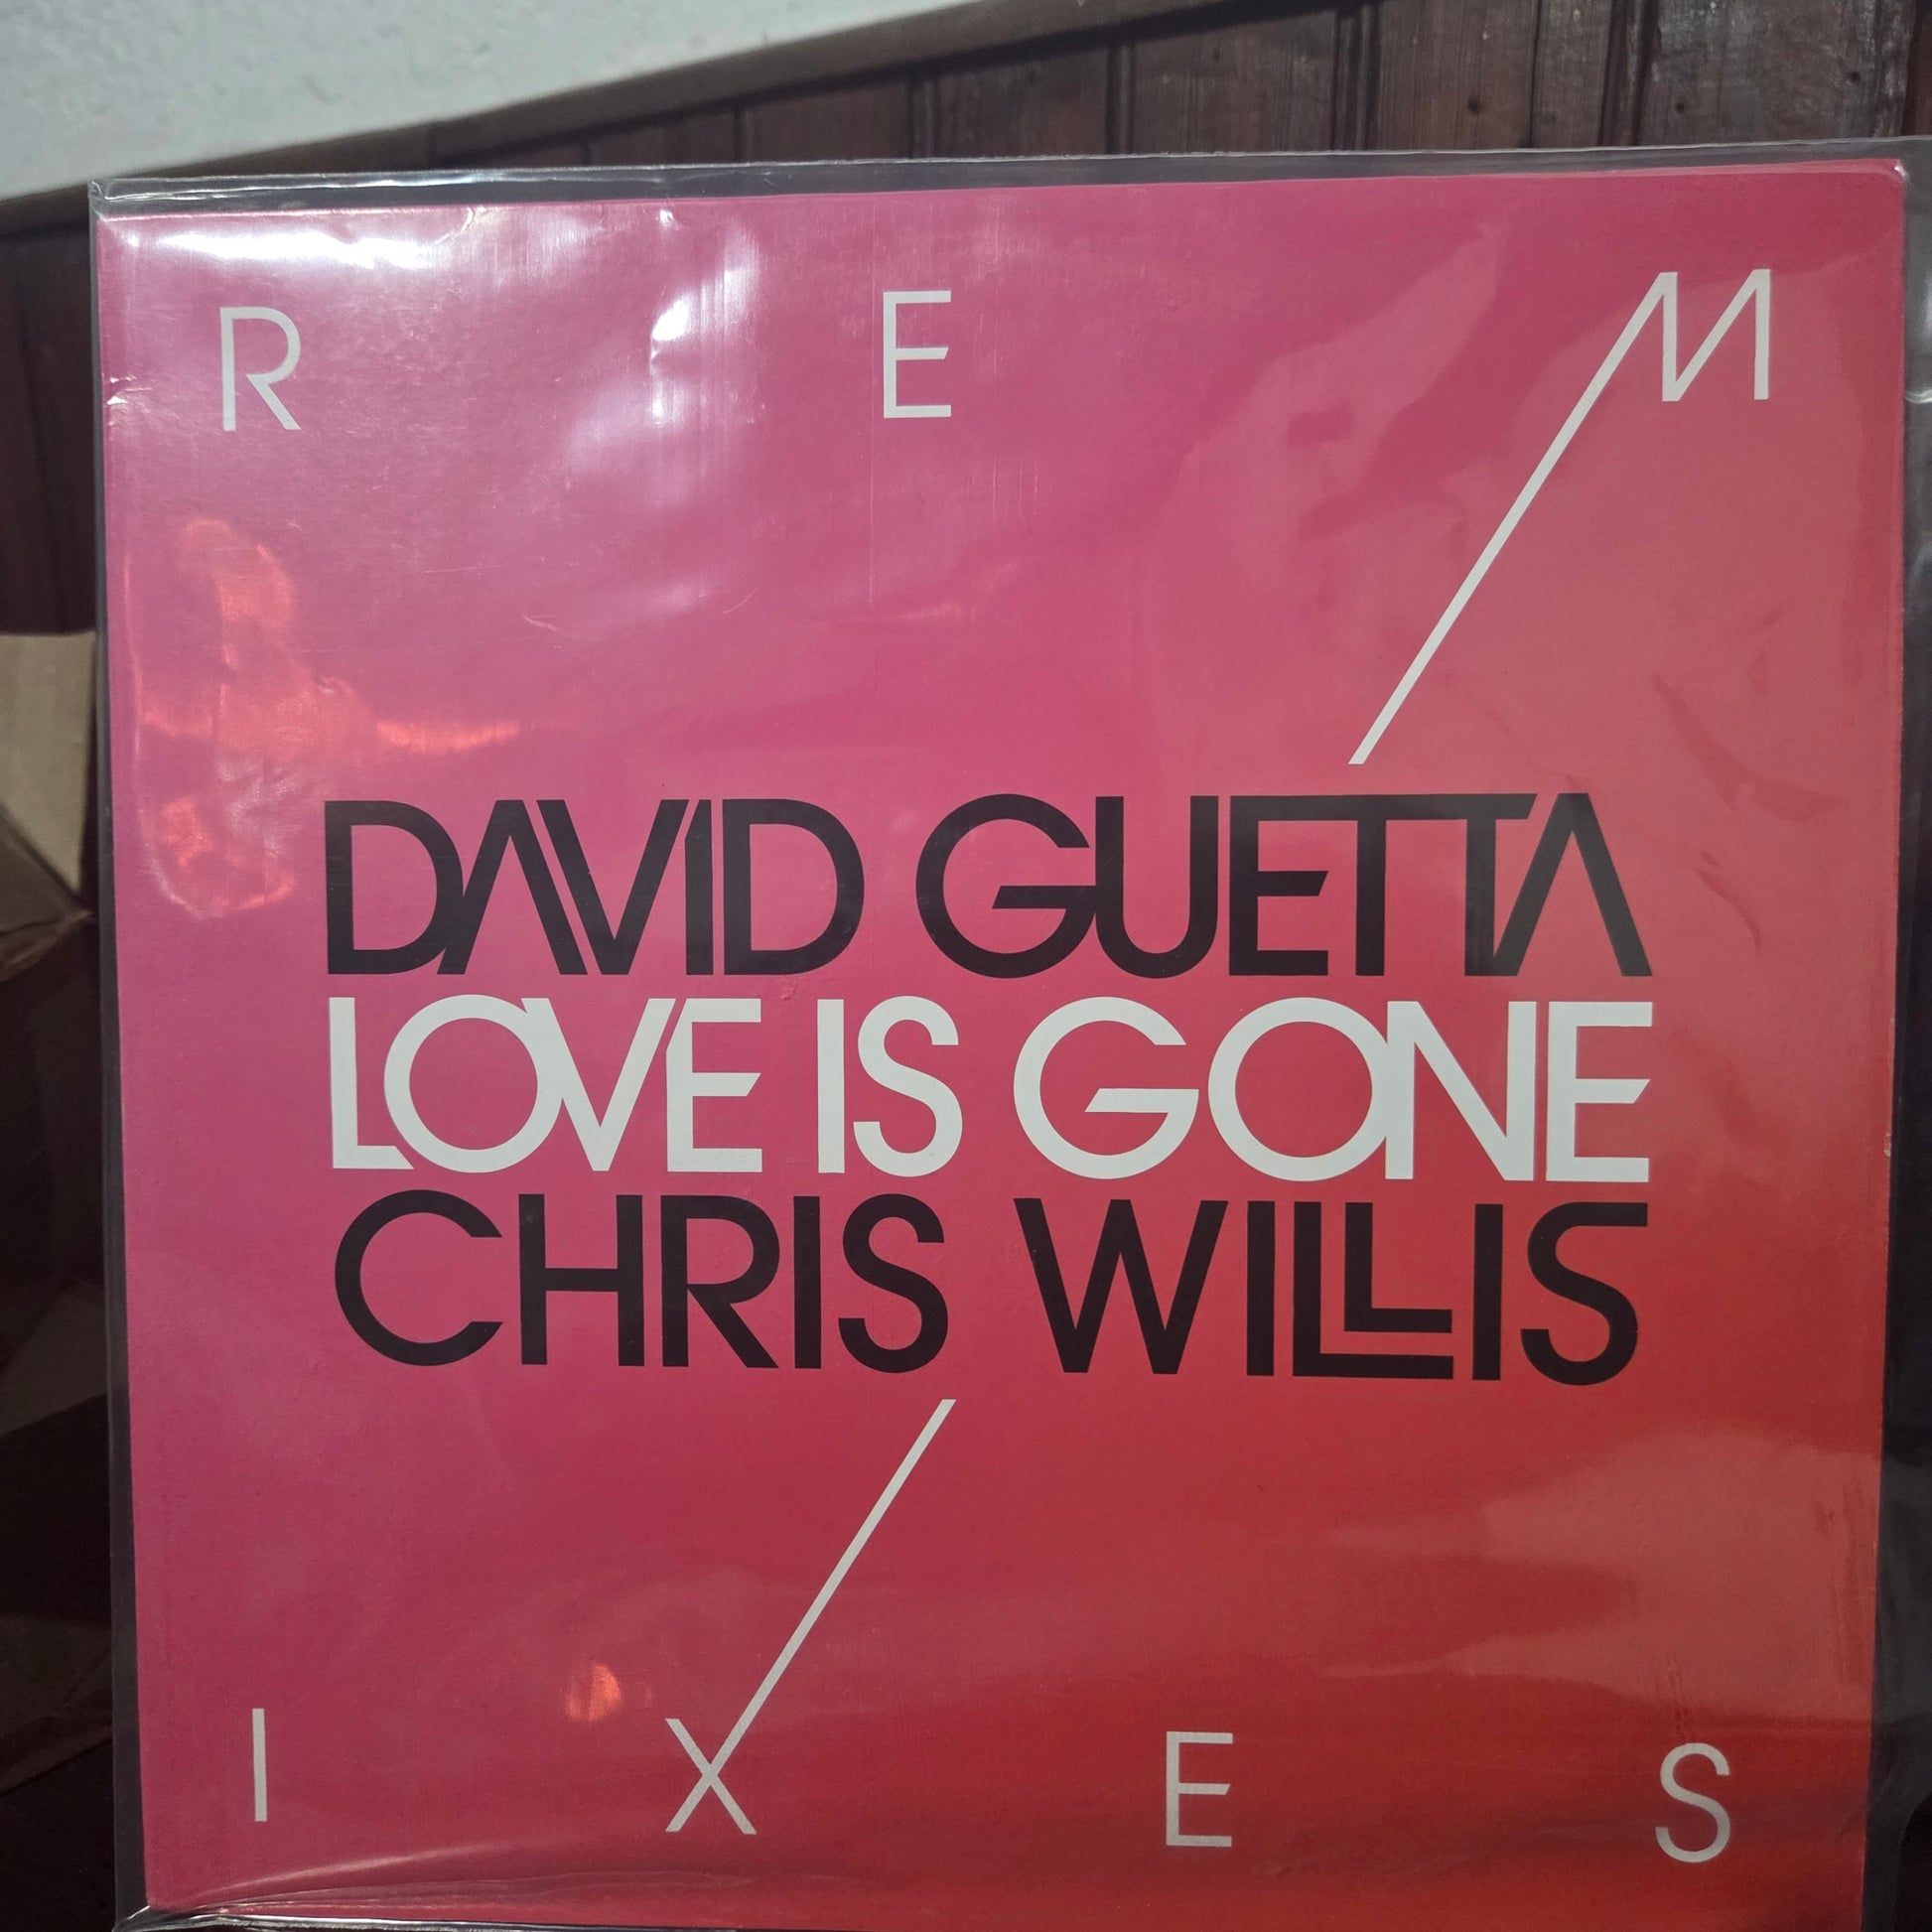 R E M
DAVID GUETTA
LOVE IS GONE
CHRIS WILLIS
I X E S